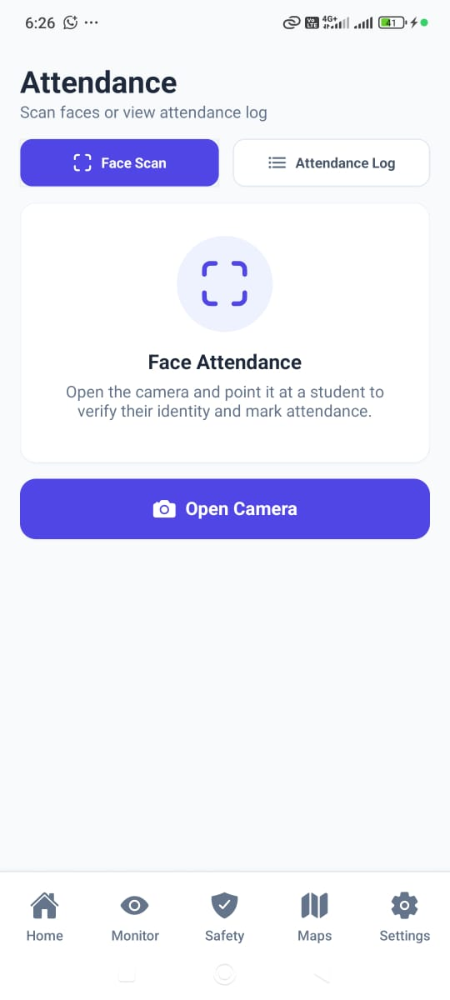 6:26
Vo LTE
4G+
41
Attendance
Scan faces or view attendance log
Face Scan
Attendance Log
Face Attendance
Open the camera and point it at a student to
verify their identity and mark attendance.
Open Camera
Home
Monitor
Safety
Maps
Settings